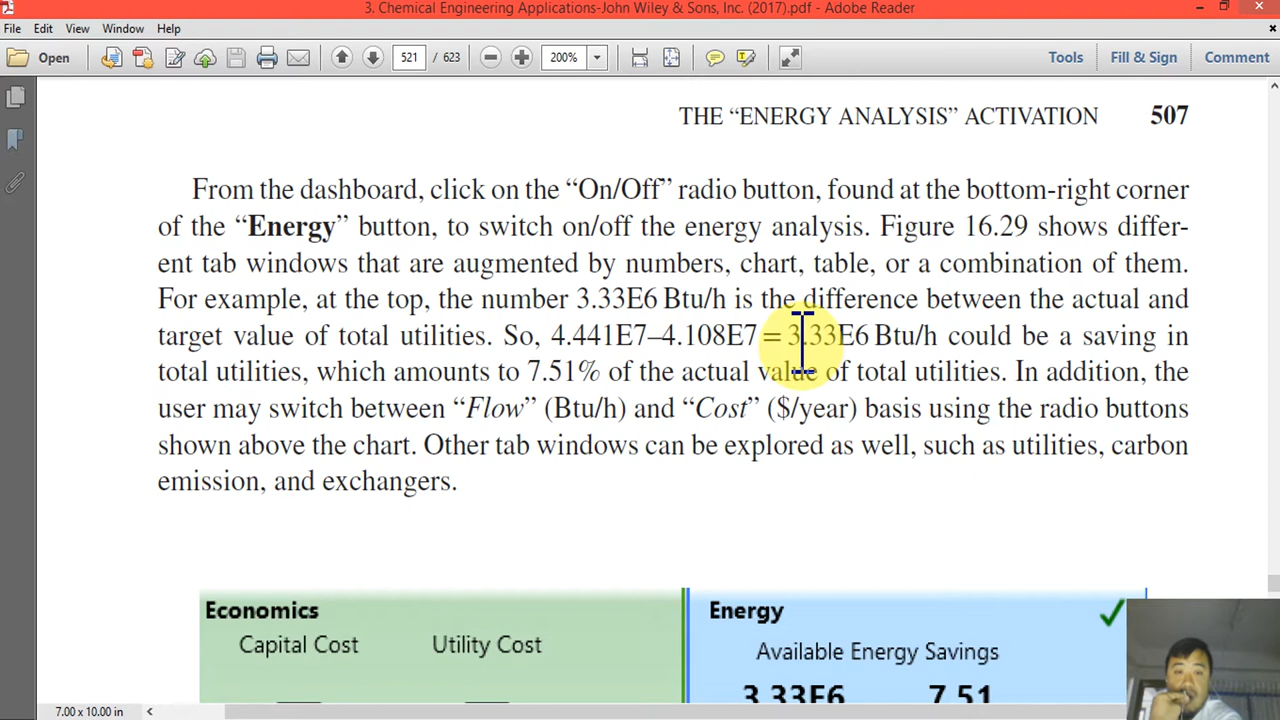 3. Chemical Engineering Applications-John Wiley & Sons, Inc. (2017).pdf - Adobe Reader
File Edit View Window Help
Open 521 / 623 200% Tools Fill & Sign Comment
THE “ENERGY ANALYSIS” ACTIVATION 507
From the dashboard, click on the “On/Off” radio button, found at the bottom-right corner
of the “Energy” button, to switch on/off the energy analysis. Figure 16.29 shows differ-
ent tab windows that are augmented by numbers, chart, table, or a combination of them.
For example, at the top, the number 3.33E6 Btu/h is the difference between the actual and
target value of total utilities. So, 4.441E7–4.108E7 = 3.33E6 Btu/h could be a saving in
total utilities, which amounts to 7.51% of the actual value of total utilities. In addition, the
user may switch between “Flow” (Btu/h) and “Cost” ($/year) basis using the radio buttons
shown above the chart. Other tab windows can be explored as well, such as utilities, carbon
emission, and exchangers.
Economics
Capital Cost Utility Cost
Energy
Available Energy Savings
3.33E6 7.51
7.00 x 10.00 in